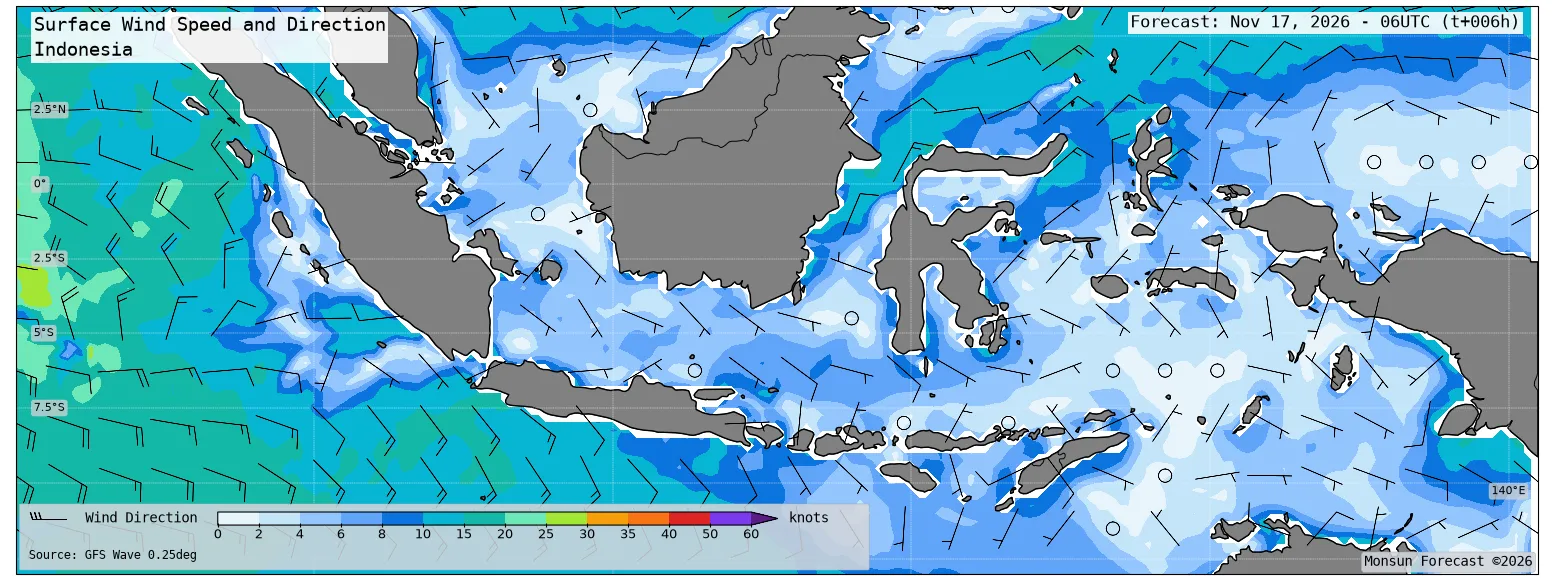 Surface Wind Speed and Direction
Indonesia
Forecast: Nov 17, 2026 - 06UTC (t+006h)
2.5°N
0°
2.5°S
5°S
7.5°S
140°E
Wind Direction
0 2 4 6 8 10 15 20 25 30 35 40 50 60
knots
Source: GFS Wave 0.25deg
Monsun Forecast ©2026